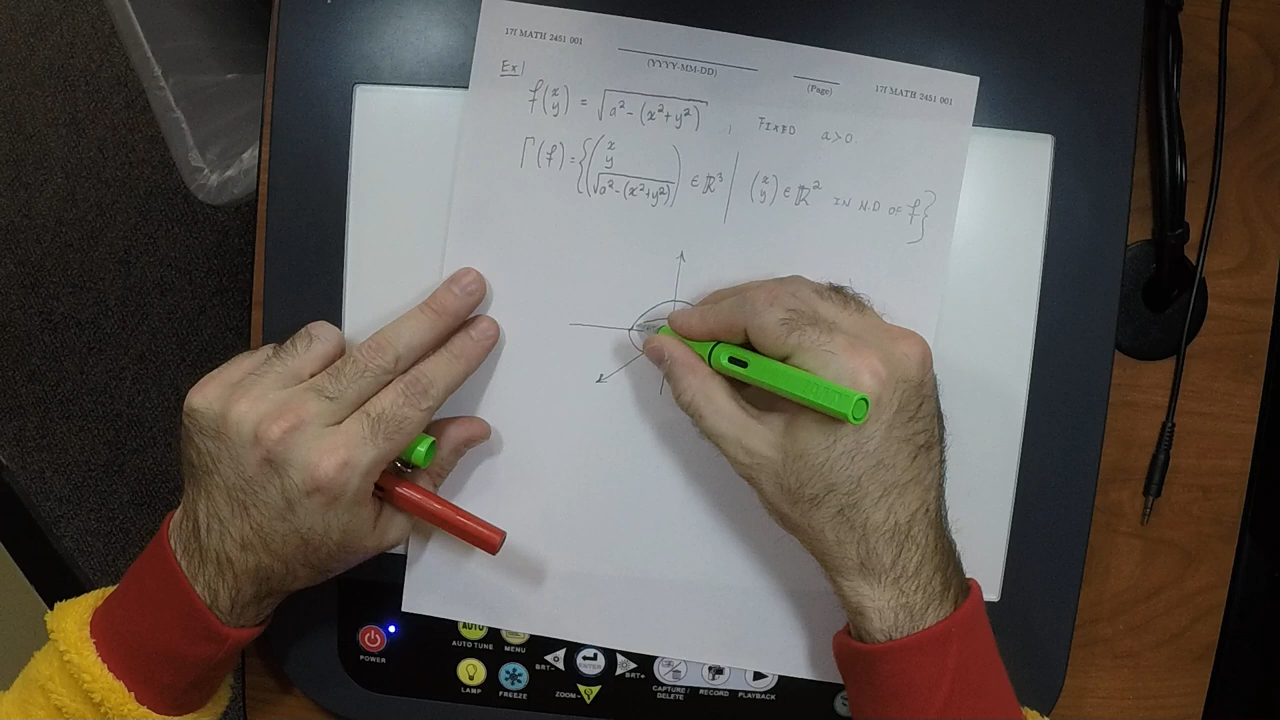 17f MATH 2451 001
(YYYY-MM-DD)
(Page)
17f MATH 2451 001
Ex|
f(x y) = √(a² - (x² + y²)) , FIXED a > 0.
Γ(f) = {(x y √(a² - (x² + y²))) ∈ ℝ³ | (x y) ∈ ℝ² IN N.D OF f}
POWER
AUTO
AUTO TUNE
MENU
LAMP
FREEZE
BRT-
ENTER
BRT+
ZOOM-
CAPTURE / DELETE
RECORD
PLAYBACK